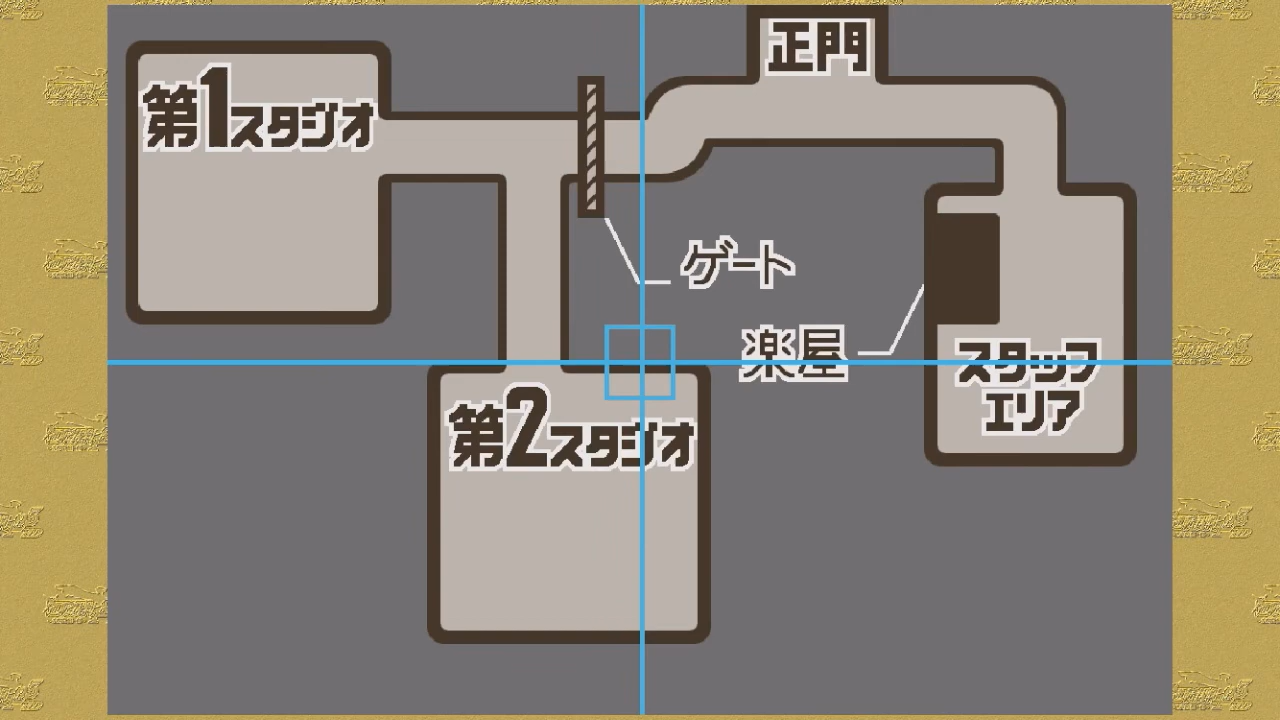 正門
第1スタジオ
ゲート
楽屋
スタッフ
エリア
第2スタジオ